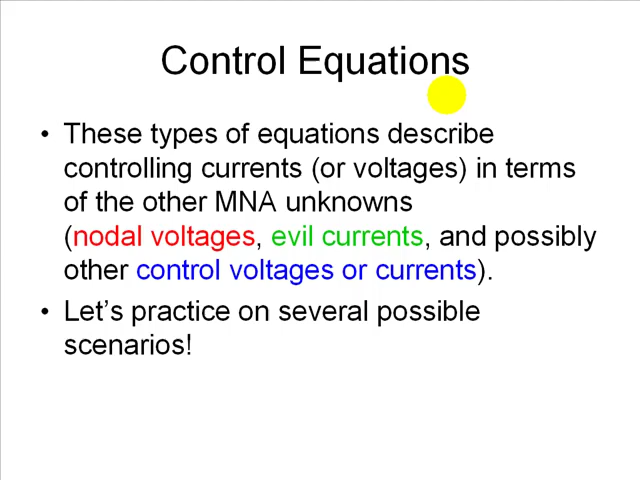 Control Equations
• These types of equations describe
controlling currents (or voltages) in terms
of the other MNA unknowns
(nodal voltages, evil currents, and possibly
other control voltages or currents).
• Let’s practice on several possible
scenarios!